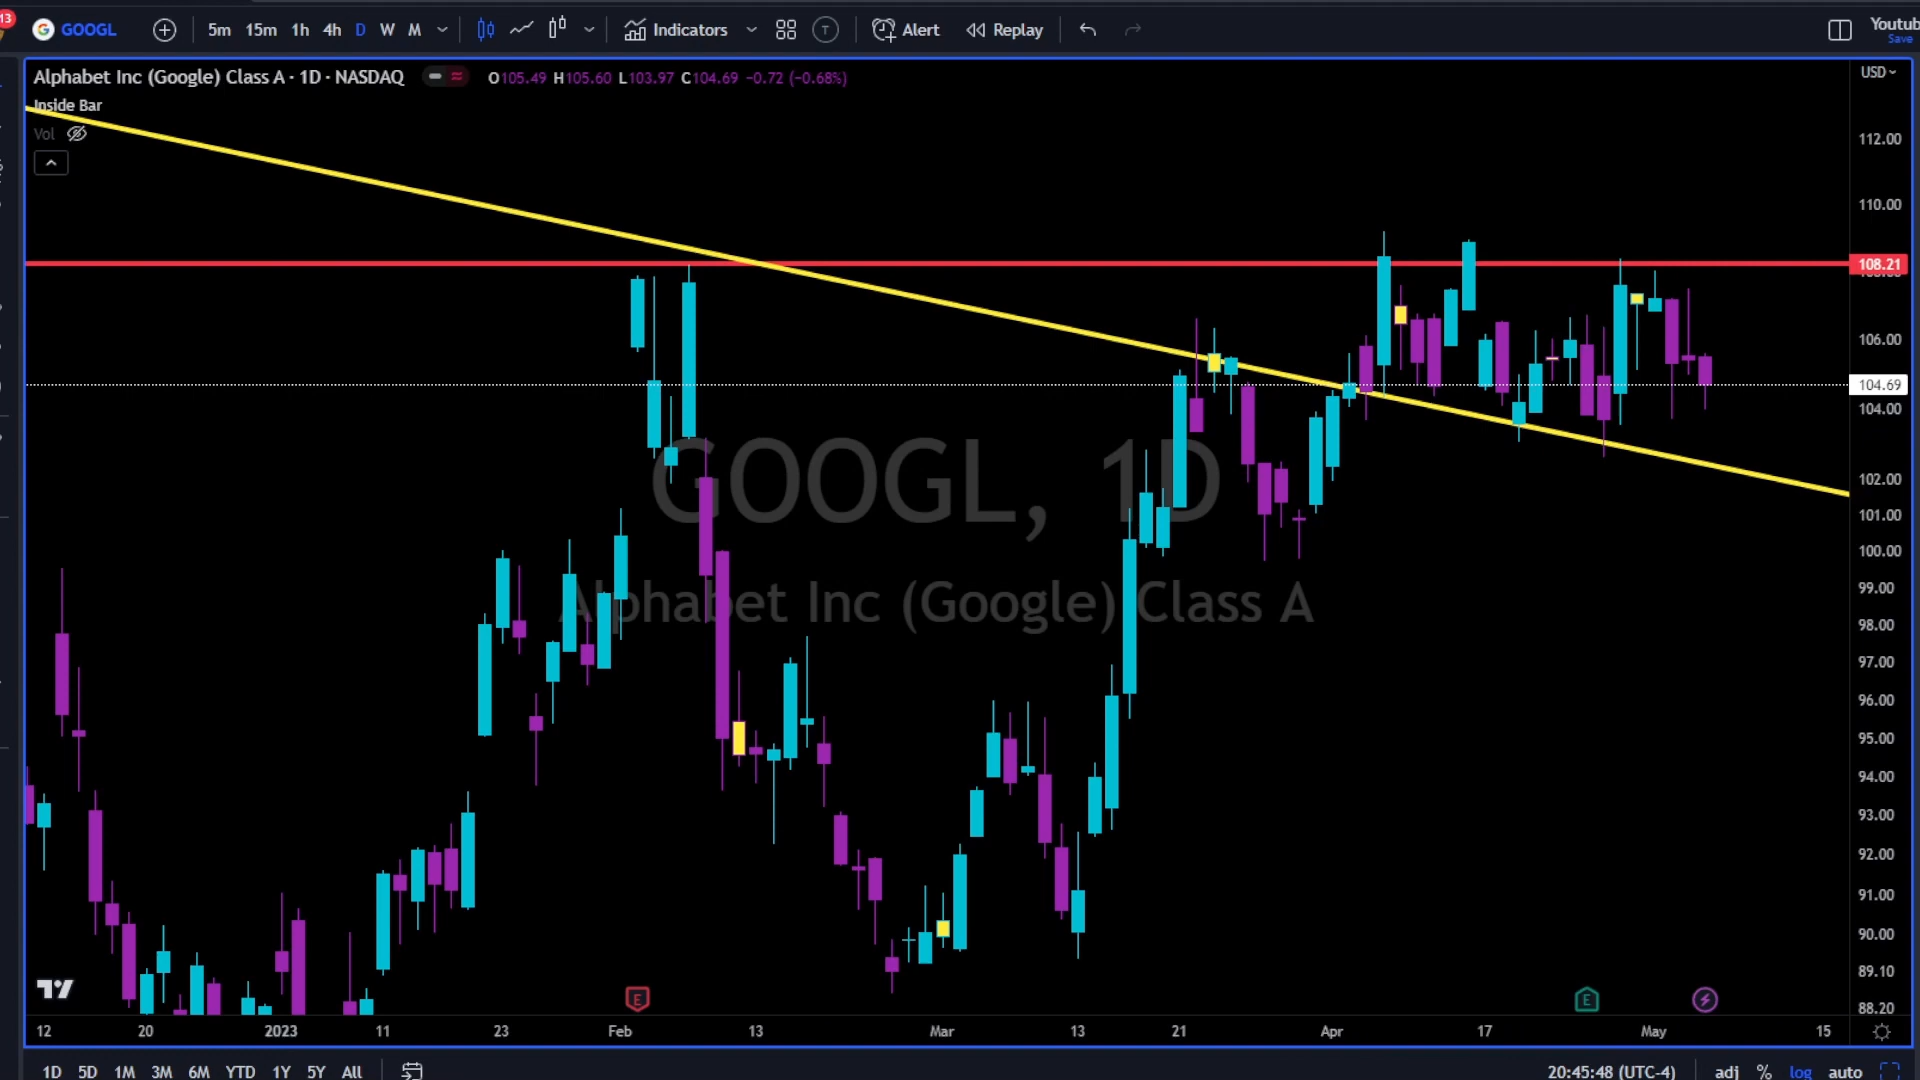 13
GOOGL 5m 15m 1h 4h D W M Indicators T Alert Replay Youtub
Save
Alphabet Inc (Google) Class A · 1D · NASDAQ O105.49 H105.60 L103.97 C104.69 −0.72 (−0.68%)
USD
Inside Bar
Vol
112.00
110.00
108.21
106.00
104.69
104.00
102.00
101.00
100.00
99.00
98.00
97.00
96.00
95.00
94.00
93.00
92.00
91.00
90.00
89.10
88.20
GOOGL, 1D
Alphabet Inc (Google) Class A
E E
12 20 2023 11 23 Feb 13 Mar 13 21 Apr 17 May 15
1D 5D 1M 3M 6M YTD 1Y 5Y All 20:45:48 (UTC-4) adj % log auto